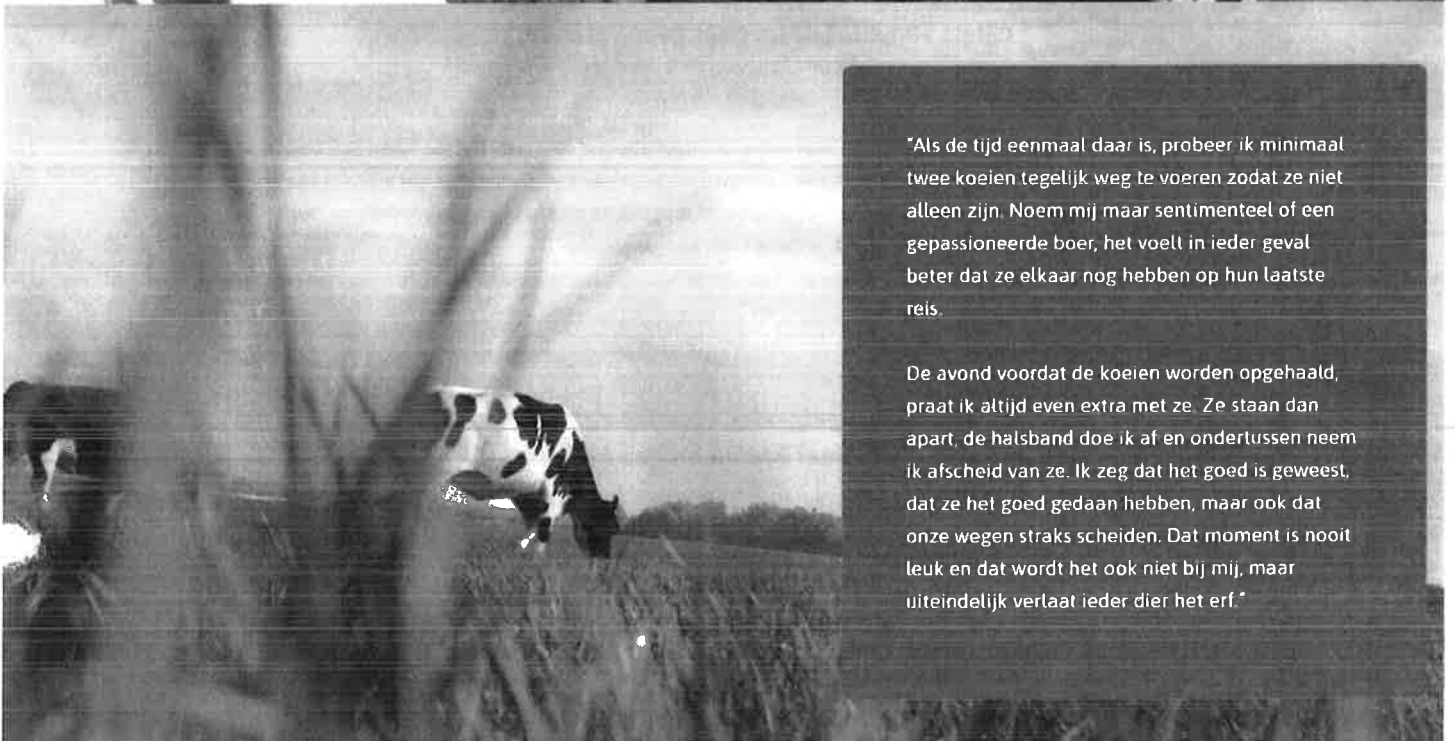 "Als de tijd eenmaal daar is, probeer ik minimaal
twee koeien tegelijk weg te voeren zodat ze niet
alleen zijn. Noem mij maar sentimenteel of een
gepassioneerde boer, het voelt in ieder geval
beter dat ze elkaar nog hebben op hun laatste
reis.

De avond voordat de koeien worden opgehaald,
praat ik altijd even extra met ze. Ze staan dan
apart, de halsband doe ik af en ondertussen neem
ik afscheid van ze. Ik zeg dat het goed is geweest,
dat ze het goed gedaan hebben, maar ook dat
onze wegen straks scheiden. Dat moment is nooit
leuk en dat wordt het ook niet bij mij, maar
uiteindelijk verlaat ieder dier het erf."